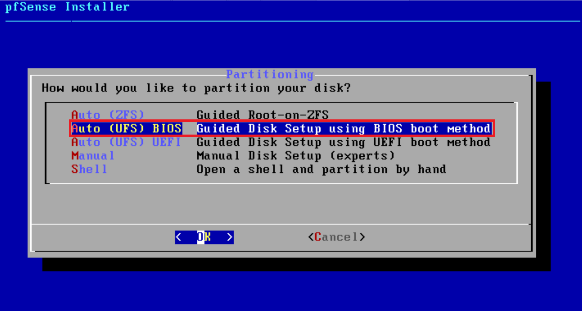 pfSense Installer
Partitioning
How would you like to partition your disk?
Auto (ZFS) Guided Root-on-ZFS
Auto (UFS) BIOS Guided Disk Setup using BIOS boot method
Auto (UFS) UEFI Guided Disk Setup using UEFI boot method
Manual Manual Disk Setup (experts)
Shell Open a shell and partition by hand
< OK > <Cancel>